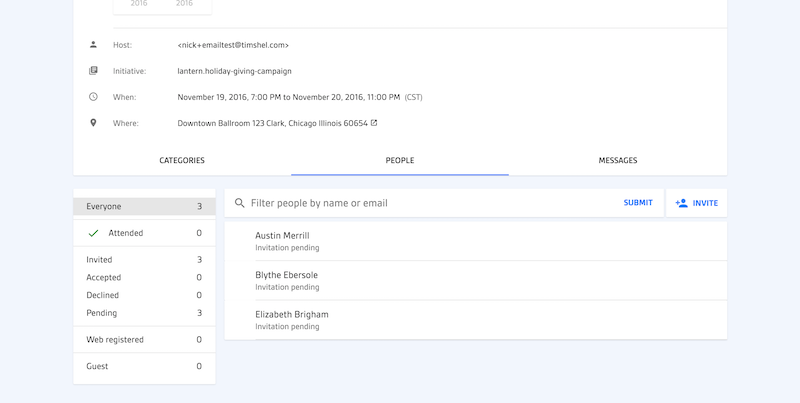 2016 2016
Host: <nick+emailtest@timshel.com>
Initiative: lantern.holiday-giving-campaign
When: November 19, 2016, 7:00 PM to November 20, 2016, 11:00 PM (CST)
Where: Downtown Ballroom 123 Clark, Chicago Illinois 60654
CATEGORIES PEOPLE MESSAGES
Everyone 3
Attended 0
Invited 3
Accepted 0
Declined 0
Pending 3
Web registered 0
Guest 0
Filter people by name or email SUBMIT INVITE
Austin Merrill
Invitation pending
Blythe Ebersole
Invitation pending
Elizabeth Brigham
Invitation pending